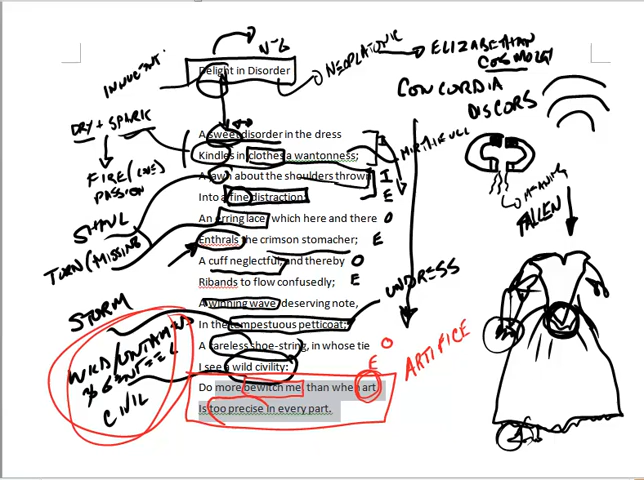 INNOCENT
N-G
NEOPLATONIC
ELIZABETHAN
COSMOLGY
CONCORDIA
DISCORS
Delight in Disorder
DRY + SPARK
FIRE (LOVE)
PASSION
SHAWL
TORN/MISSING
STORM
WILD/UNTAMED
CIVIL
A sweet disorder in the dress
Kindles in clothes a wantonness;
A lawn about the shoulders thrown
Into a fine distraction;
An erring lace, which here and there
Enthrals the crimson stomacher;
A cuff neglectful, and thereby
Ribands to flow confusedly;
A winning wave, deserving note,
In the tempestuous petticoat;
A careless shoe-string, in whose tie
I see a wild civility:
Do more bewitch me, than when art
Is too precise in every part.
I
E
O
E
O
E
O
E
UNDRESS
ARTIFICE
MEANING
FALLEN